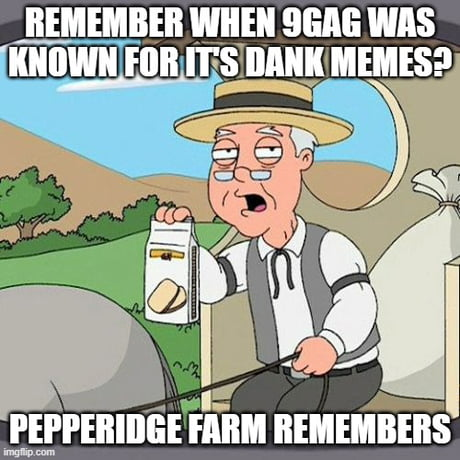 REMEMBER WHEN 9GAG WAS
KNOWN FOR IT'S DANK MEMES?
PEPPERIDGE FARM REMEMBERS
imgflip.com